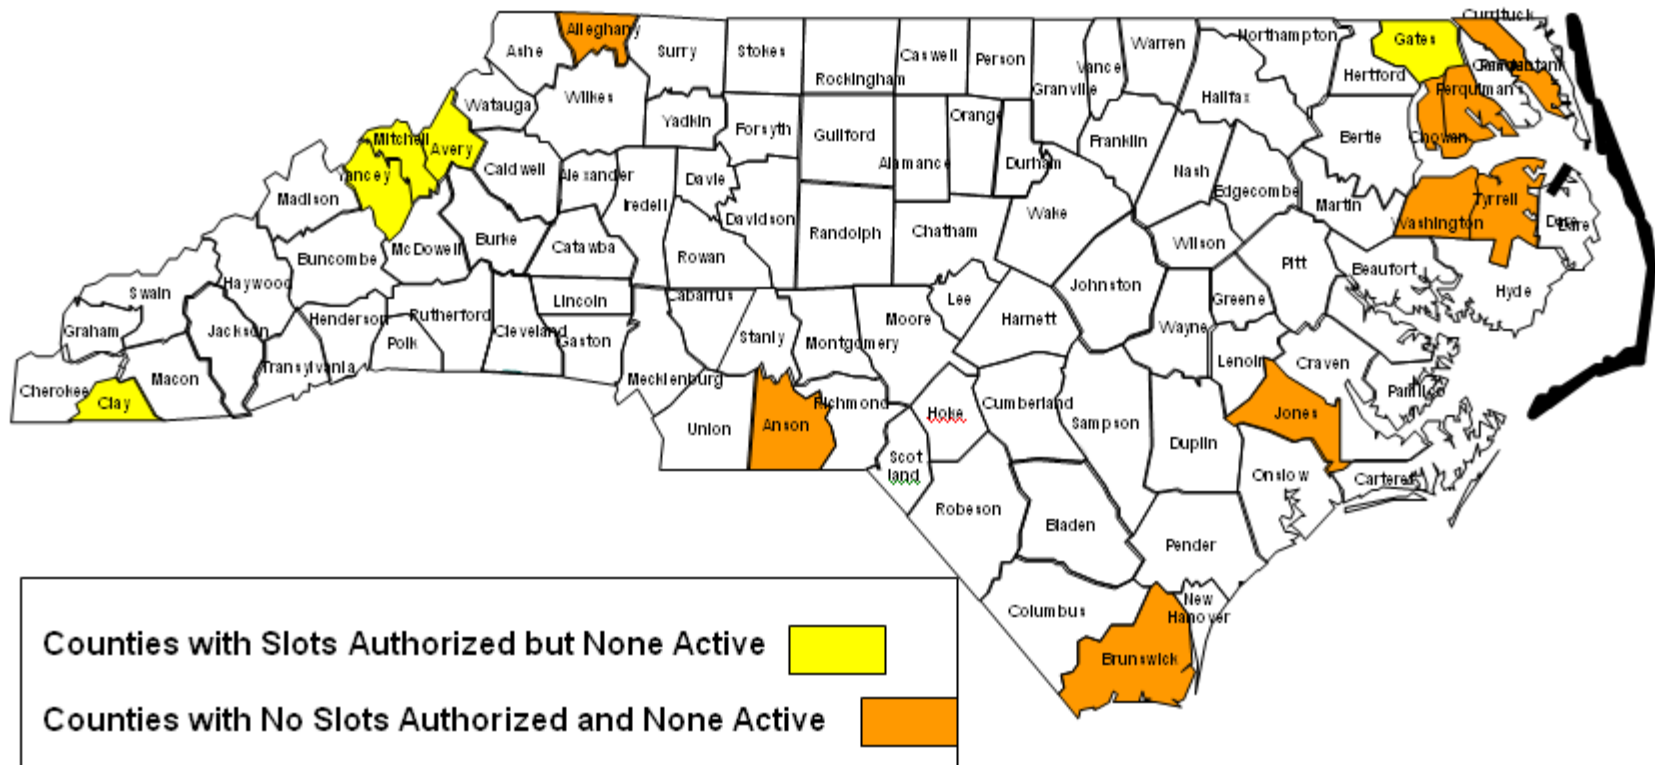 Alleghany
Currituck
Ashe
Surry
Stokes
Rockingham
Caswell
Person
Granville
Vance
Warren
Northampton
Gates
Hertford
Halifax
Perquimans
Watauga
Wilkes
Yadkin
Forsyth
Guilford
Alamance
Orange
Durham
Franklin
Nash
Edgecombe
Bertie
Chowan
Mitchell
Avery
Yancey
Caldwell
Alexander
Iredell
Davie
Davidson
Randolph
Chatham
Wake
Wilson
Martin
Washington
Tyrrell
Dare
Dare
Madison
Buncombe
McDowell
Burke
Catawba
Rowan
Johnston
Pitt
Beaufort
Hyde
Swain
Haywood
Henderson
Rutherford
Lincoln
Cabarrus
Stanly
Montgomery
Moore
Lee
Harnett
Wayne
Greene
Graham
Jackson
Transylvania
Polk
Cleveland
Gaston
Lenoir
Craven
Pamlico
Cherokee
Clay
Macon
Mecklenburg
Union
Anson
Richmond
Hoke
Cumberland
Sampson
Duplin
Jones
Scot
land
Onslow
Carteret
Robeson
Bladen
Pender
Columbus
New
Hanover
Brunswick
Counties with Slots Authorized but None Active
Counties with No Slots Authorized and None Active